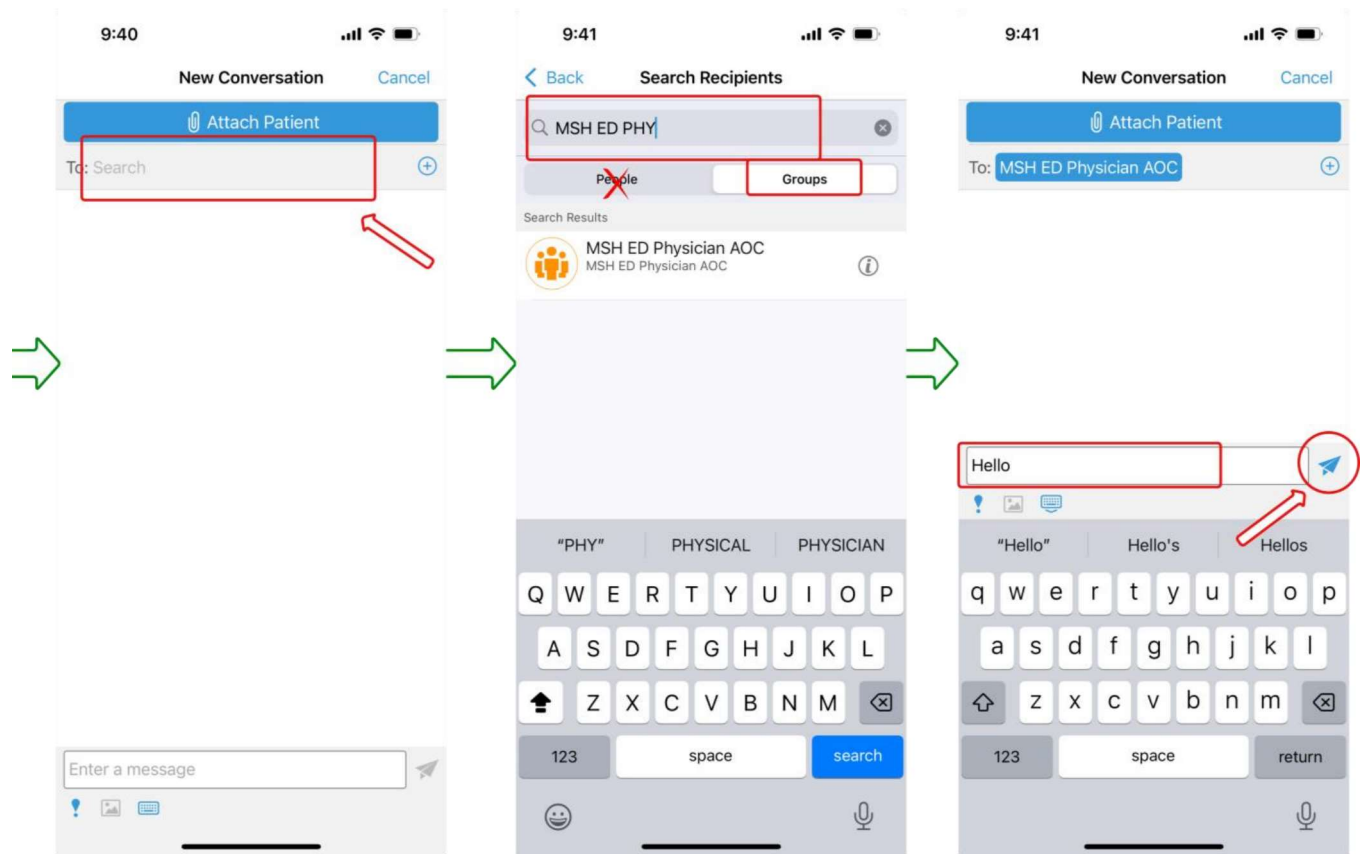 9:40
New Conversation Cancel
Attach Patient
To: Search
Enter a message
9:41
Back Search Recipients
MSH ED PHY
People Groups
Search Results
MSH ED Physician AOC
MSH ED Physician AOC
"PHY" PHYSICAL PHYSICIAN
Q W E R T Y U I O P
A S D F G H J K L
Z X C V B N M
123 space search
9:41
New Conversation Cancel
Attach Patient
To: MSH ED Physician AOC
Hello
"Hello" Hello's Hellos
q w e r t y u i o p
a s d f g h j k l
z x c v b n m
123 space return